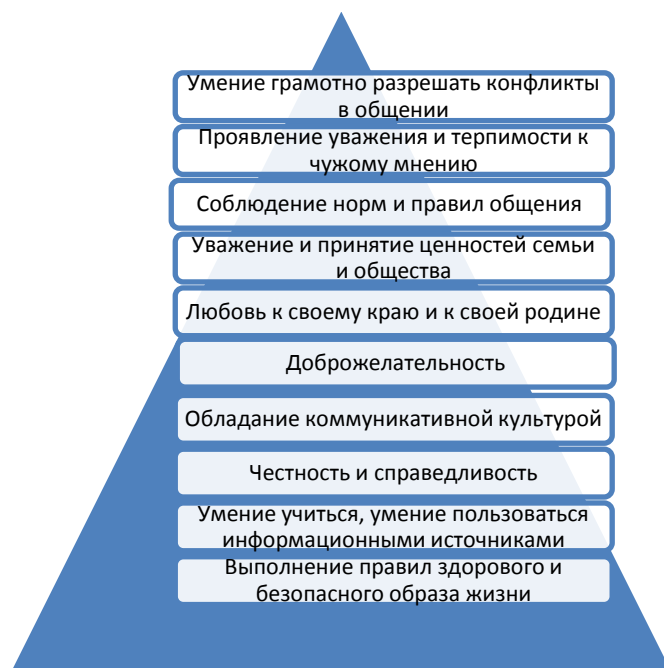 Умение грамотно разрешать конфликты
в общении
Проявление уважения и терпимости к
чужому мнению
Соблюдение норм и правил общения
Уважение и принятие ценностей семьи
и общества
Любовь к своему краю и к своей родине
Доброжелательность
Обладание коммуникативной культурой
Честность и справедливость
Умение учиться, умение пользоваться
информационными источниками
Выполнение правил здорового и
безопасного образа жизни